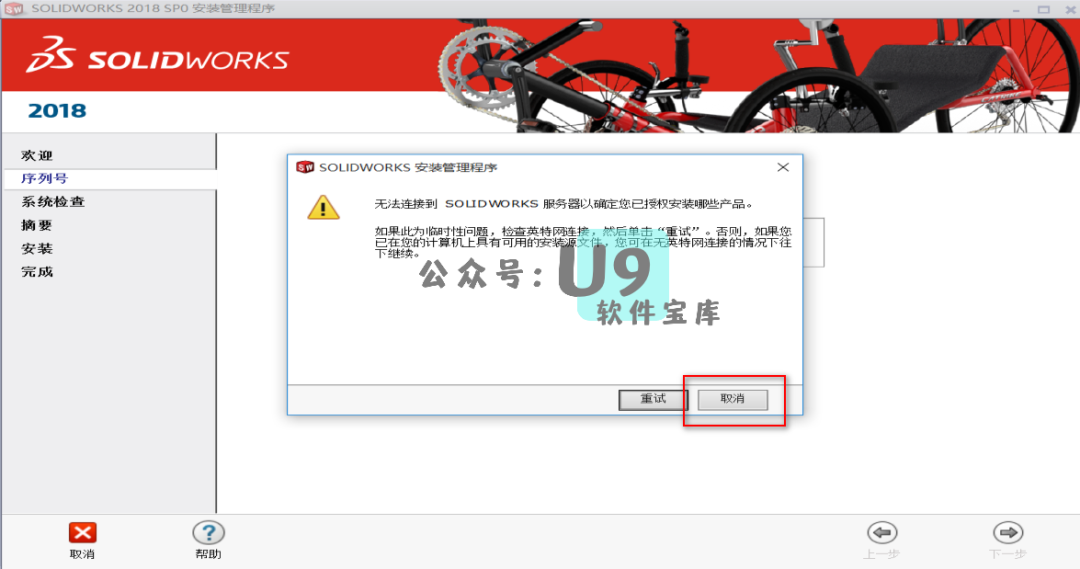 SOLIDWORKS 2018 SP0 安装管理程序
SOLIDWORKS
2018
欢迎
序列号
系统检查
摘要
安装
完成
SOLIDWORKS 安装管理程序
无法连接到 SOLIDWORKS 服务器以确定您已授权安装哪些产品。
如果此为临时性问题，检查英特网连接，然后单击“重试”。否则，如果您
已在您的计算机上具有可用的安装源文件，您可在无英特网连接的情况下往
下继续。
公众号：U9
软件宝库
重试
取消
取消
帮助
上一步
下一步